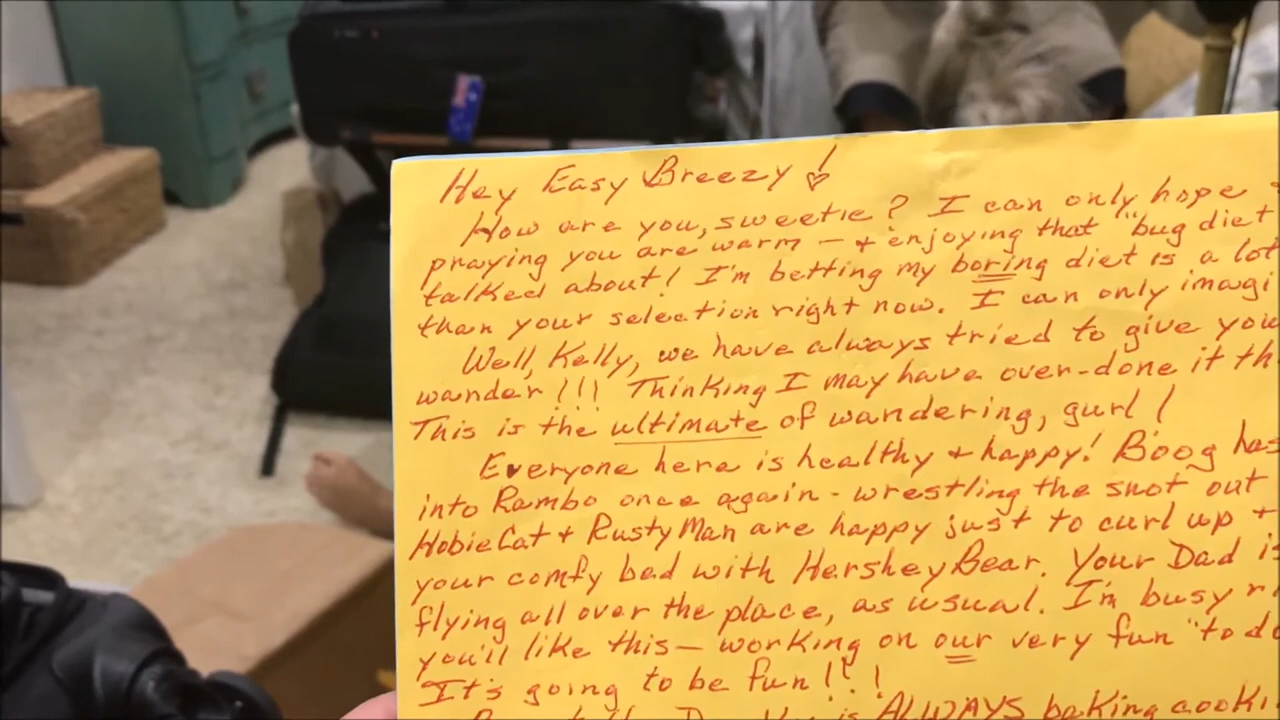 Hey Easy Breezy!
How are you, sweetie? I can only hope +
praying you are warm — + enjoying that "bug diet
talked about! I'm betting my boring diet is a lot
than your selection right now. I can only imagi
Well, Kelly, we have always tried to give you
wander!!! Thinking I may have over-done it th
This is the ultimate of wandering, gurl!
Everyone here is healthy + happy! Boog has
into Rambo once again - wrestling the snot out
HobieCat + RustyMan are happy just to curl up +
your comfy bed with HersheyBear. Your Dad is
flying all over the place, as usual. I'm busy ri
you'll like this — working on our very fun "to do
It's going to be fun!!!
is ALWAYS baking cooki